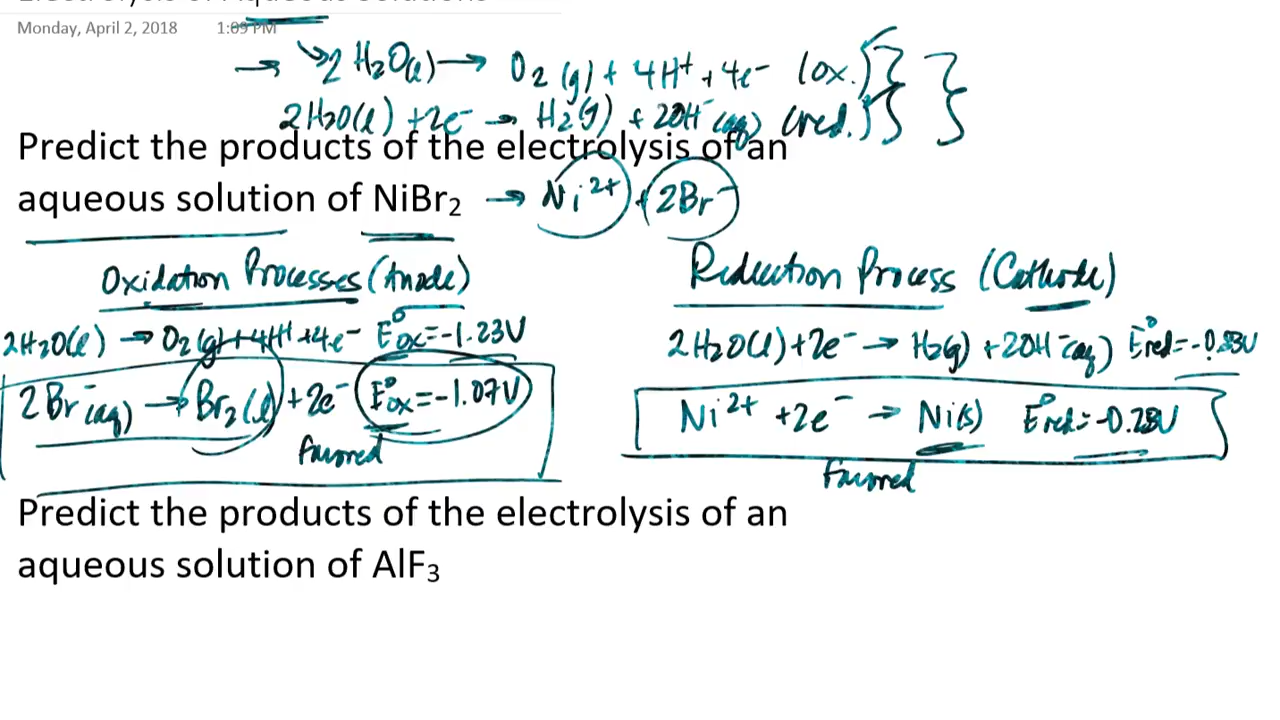 Electrolysis of Aqueous Solutions
Monday, April 2, 2018 1:09 PM
→ 2H₂O(l) → O₂(g) + 4H⁺ + 4e⁻ (ox.)
2H₂O(l) + 2e⁻ → H₂(g) + 2OH⁻(aq) (red.)
Predict the products of the electrolysis of an
aqueous solution of NiBr₂ → Ni²⁺ + 2Br⁻
Oxidation Processes (Anode)
2H₂O(l) → O₂(g) + 4H⁺ + 4e⁻ E°ox = -1.23V
2Br⁻(aq) → Br₂(l) + 2e⁻ E°ox = -1.07V
Favored
Reduction Process (Cathode)
2H₂O(l) + 2e⁻ → H₂(g) + 2OH⁻(aq) E°red = -0.83V
Ni²⁺ + 2e⁻ → Ni(s) E°red = -0.28V
Favored
Predict the products of the electrolysis of an
aqueous solution of AlF₃